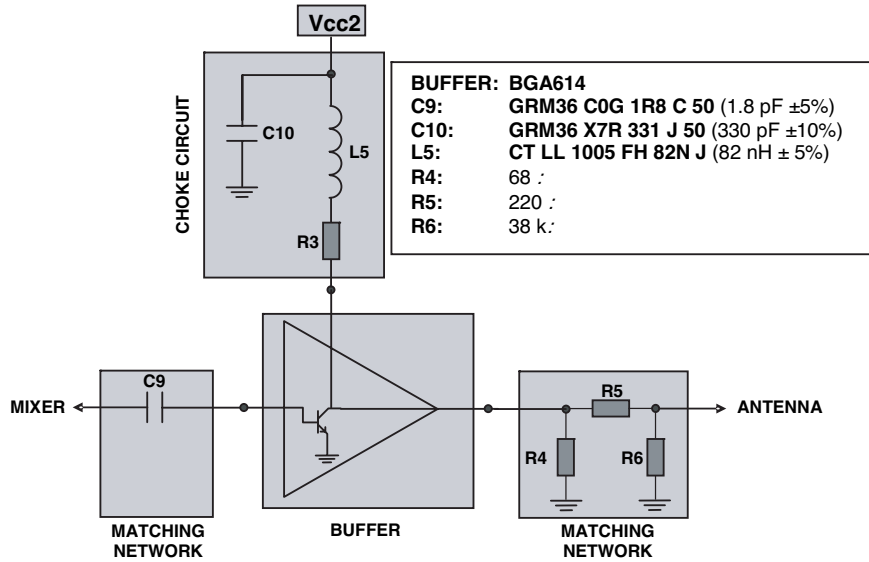 Vcc2
CHOKE CIRCUIT
C10
L5
R3
BUFFER: BGA614
C9: GRM36 C0G 1R8 C 50 (1.8 pF ±5%)
C10: GRM36 X7R 331 J 50 (330 pF ±10%)
L5: CT LL 1005 FH 82N J (82 nH ± 5%)
R4: 68 :
R5: 220 :
R6: 38 k:
MIXER
C9
R5
ANTENNA
R4
R6
MATCHING
NETWORK
BUFFER
MATCHING
NETWORK